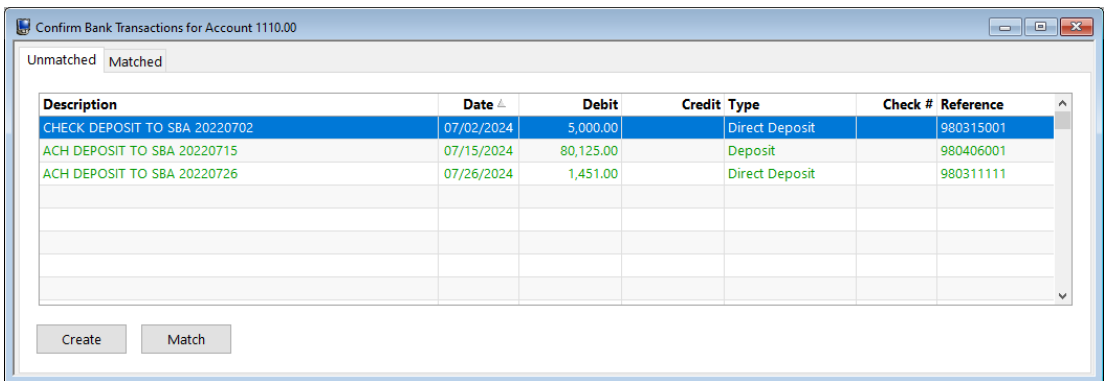 Confirm Bank Transactions for Account 1110.00
Unmatched Matched
Description Date Debit Credit Type Check # Reference
CHECK DEPOSIT TO SBA 20220702 07/02/2024 5,000.00 Direct Deposit 980315001
ACH DEPOSIT TO SBA 20220715 07/15/2024 80,125.00 Deposit 980406001
ACH DEPOSIT TO SBA 20220726 07/26/2024 1,451.00 Direct Deposit 980311111
Create Match